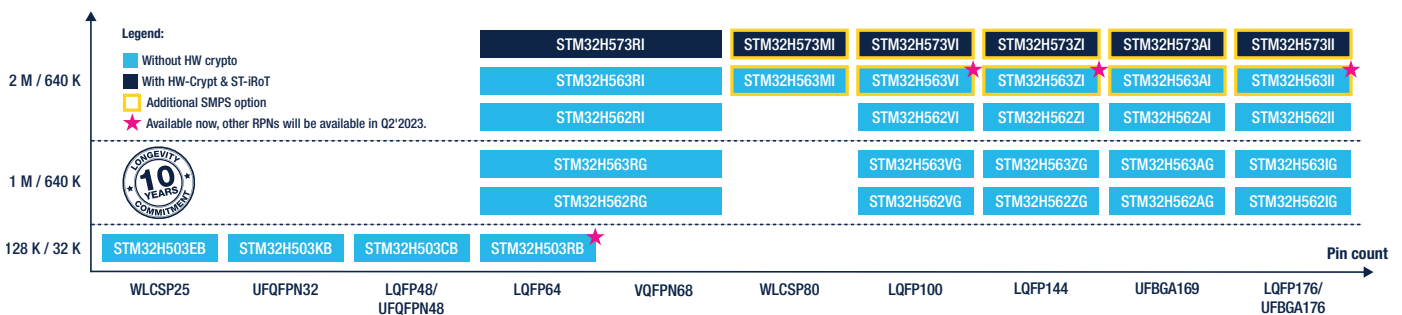 Legend:
Without HW crypto
With HW-Crypt & ST-iRoT
Additional SMPS option
Available now, other RPNs will be available in Q2'2023.
2 M / 640 K
STM32H573RI STM32H573MI STM32H573VI STM32H573ZI STM32H573AI STM32H573II
STM32H563RI STM32H563MI STM32H563VI STM32H563ZI STM32H563AI STM32H563II
STM32H562RI STM32H562VI STM32H562ZI STM32H562AI STM32H562II
1 M / 640 K
LONGEVITY
10
YEARS
COMMITMENT
STM32H563RG STM32H563VG STM32H563ZG STM32H563AG STM32H563IG
STM32H562RG STM32H562VG STM32H562ZG STM32H562AG STM32H562IG
128 K / 32 K
STM32H503EB STM32H503KB STM32H503CB STM32H503RB
Pin count
WLCSP25 UFQFPN32 LQFP48/ LQFP64 VQFPN68 WLCSP80 LQFP100 LQFP144 UFBGA169 LQFP176/
UFQFPN48 UFBGA176